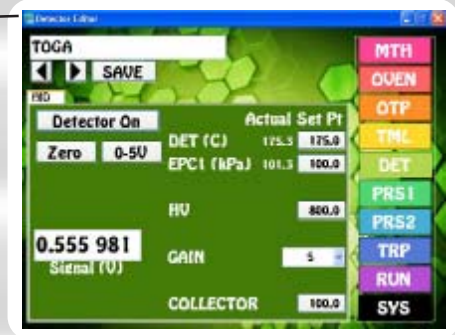 Detector Editor
TOGA
MTH
SAVE
OVEN
HID
OTP
Detector On
Actual Set Pt
TML
Zero 0-5V
DET (C) 175.3 175.0
DET
EPC1 (kPa) 101.3 100.0
PRS1
HV 800.0
PRS2
0.555 981
Signal (V)
GAIN 5
TRP
RUN
COLLECTOR 100.0
SYS